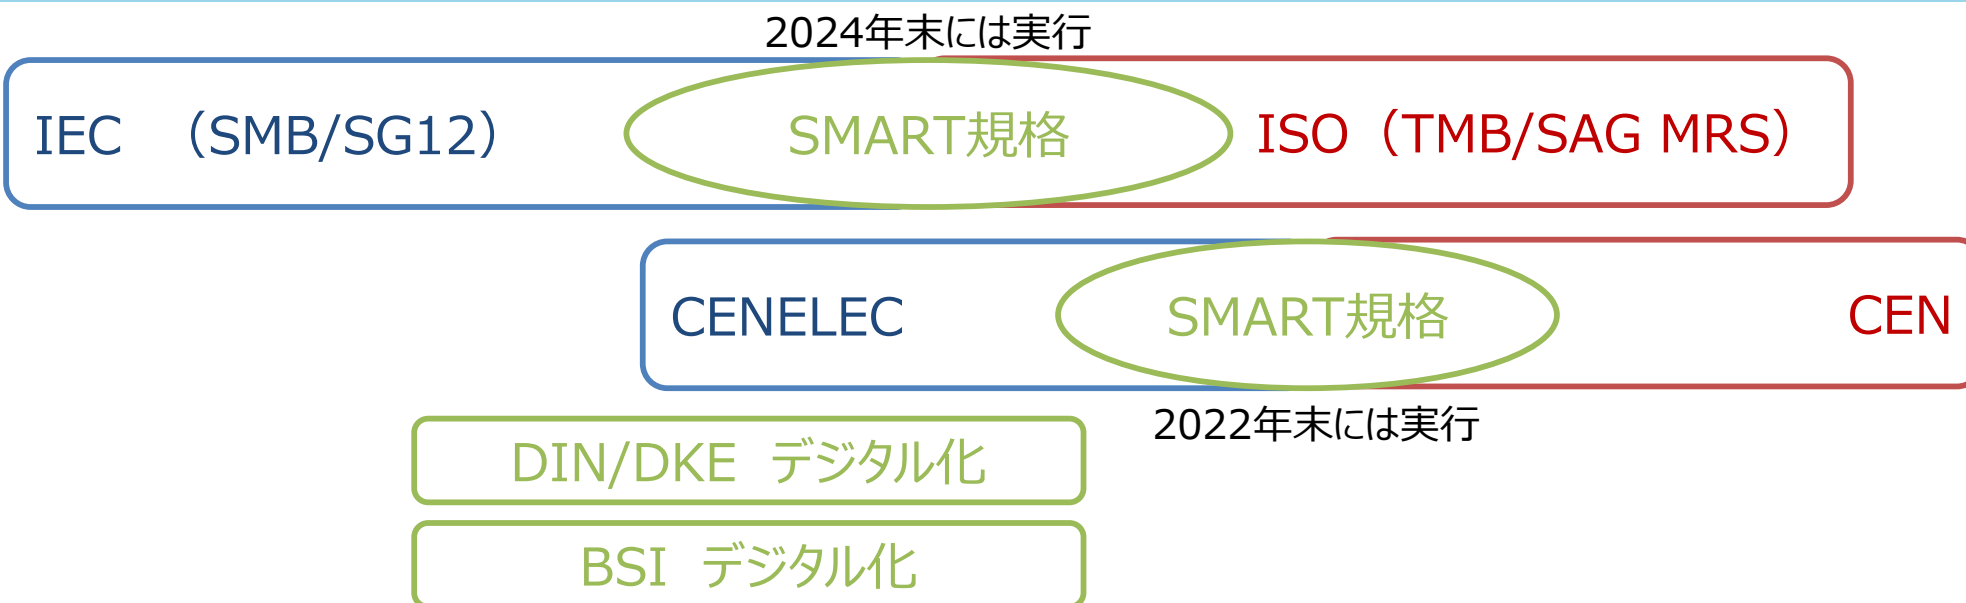 2024年末には実行
IEC （SMB/SG12） SMART規格 ISO（TMB/SAG MRS）
CENELEC SMART規格 CEN
2022年末には実行
DIN/DKE デジタル化
BSI デジタル化